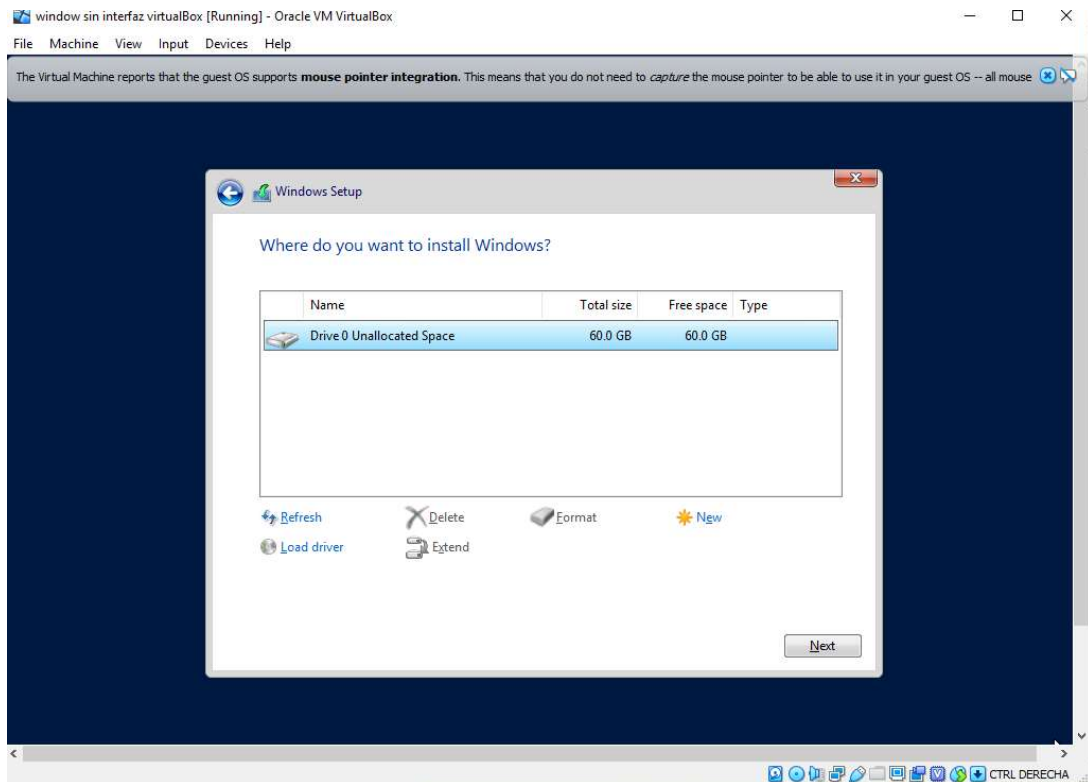 window sin interfaz virtualBox [Running] - Oracle VM VirtualBox
File Machine View Input Devices Help
The Virtual Machine reports that the guest OS supports mouse pointer integration. This means that you do not need to capture the mouse pointer to be able to use it in your guest OS -- all mouse
Windows Setup
Where do you want to install Windows?
Name Total size Free space Type
Drive 0 Unallocated Space 60.0 GB 60.0 GB
Refresh Delete Format New
Load driver Extend
Next
CTRL DERECHA